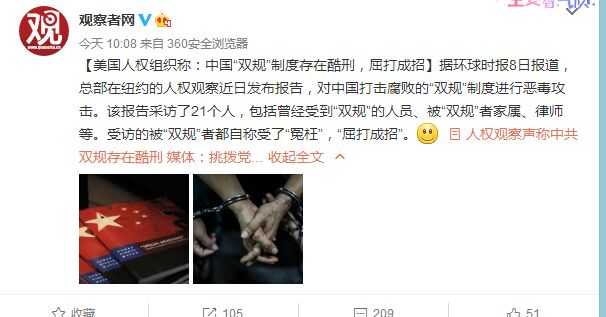 观察者网
今天 10:08 来自 360安全浏览器
【美国人权组织称：中国“双规”制度存在酷刑，屈打成招】据环球时报8日报道，
总部在纽约的人权观察近日发布报告，对中国打击腐败的“双规”制度进行恶毒攻
击。该报告采访了21个人，包括曾经受到“双规”的人员、被“双规”者家属、律师
等。受访的被“双规”者都自称受了“冤枉”，“屈打成招”。 人权观察声称中共
双规存在酷刑 媒体：挑拨党... 收起全文
收藏
105
209
51